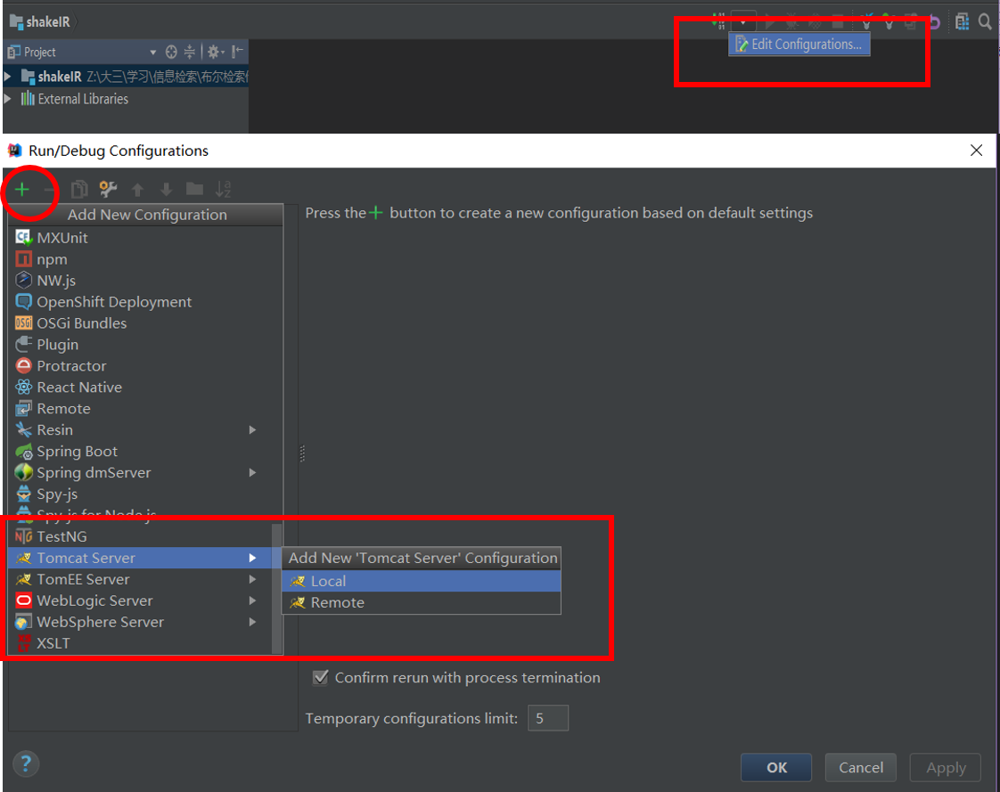 shakeIR
Edit Configurations...
Project
shakeIR Z:\大三\学习\信息检索\布尔检索
External Libraries
Run/Debug Configurations
Add New Configuration
Press the + button to create a new configuration based on default settings
MXUnit
npm
NW.js
OpenShift Deployment
OSGi Bundles
Plugin
Protractor
React Native
Remote
Resin
Spring Boot
Spring dmServer
Spy-js
Spy-js for Node.js
TestNG
Tomcat Server
Add New 'Tomcat Server' Configuration
TomEE Server
Local
WebLogic Server
Remote
WebSphere Server
XSLT
Confirm rerun with process termination
Temporary configurations limit: 5
?
OK
Cancel
Apply